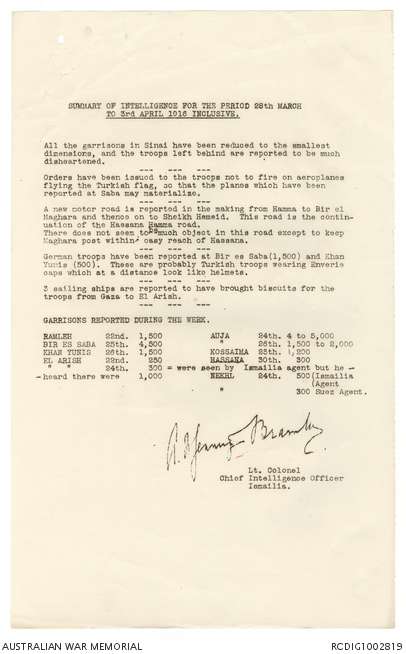 SUMMARY OF INTELLIGENCE FOR THE PERIOD 28th MARCH
TO 3rd APRIL 1916 INCLUSIVE.
All the garrisons in Sinai have been reduced to the smallest
dimensions, and the troops left behind are reported to be much
disheartened.
--- --- ---
Orders have been issued to the troops not to fire on aeroplanes
flying the Turkish flag, so that the planes which have been
reported at Saba may materialize.
--- --- ---
A new motor road is reported in the making from Hamma to Bir el
Maghara and thence on to Sheikh Hameid. This road is the contin-
uation of the Hassana Hamma road.
There does not seem to be much object in this road except to keep
Maghara post within easy reach of Hassana.
--- --- ---
German troops have been reported at Bir es Saba(1,500) and Khan
Yunis (500). These are probably Turkish troops wearing Enverie
caps which at a distance look like helmets.
--- --- ---
3 sailing ships are reported to have brought biscuits for the
troops from Gaza to El Arish.
--- --- ---
GARRISONS REPORTED DURING THE WEEK.
RAMLEH 22nd. 1,500 AUJA 24th. 4 to 5,000
BIR ES SABA 25th. 4,500 " 26th. 1,500 to 2,000
KHAN YUNIS 26th. 1,500 KOSSAIMA 25th. 1,200
EL ARISH 22nd. 250 HASSANA 30th. 300
" " 24th. 300 = were seen by Ismailia agent but he -
- heard there were 1,000 NEKHL 24th. 500 (Ismailia
(Agent
" 300 Suez Agent.
Lt. Colonel
Chief Intelligence Officer
Ismailia.
AUSTRALIAN WAR MEMORIAL
RCDIG1002819